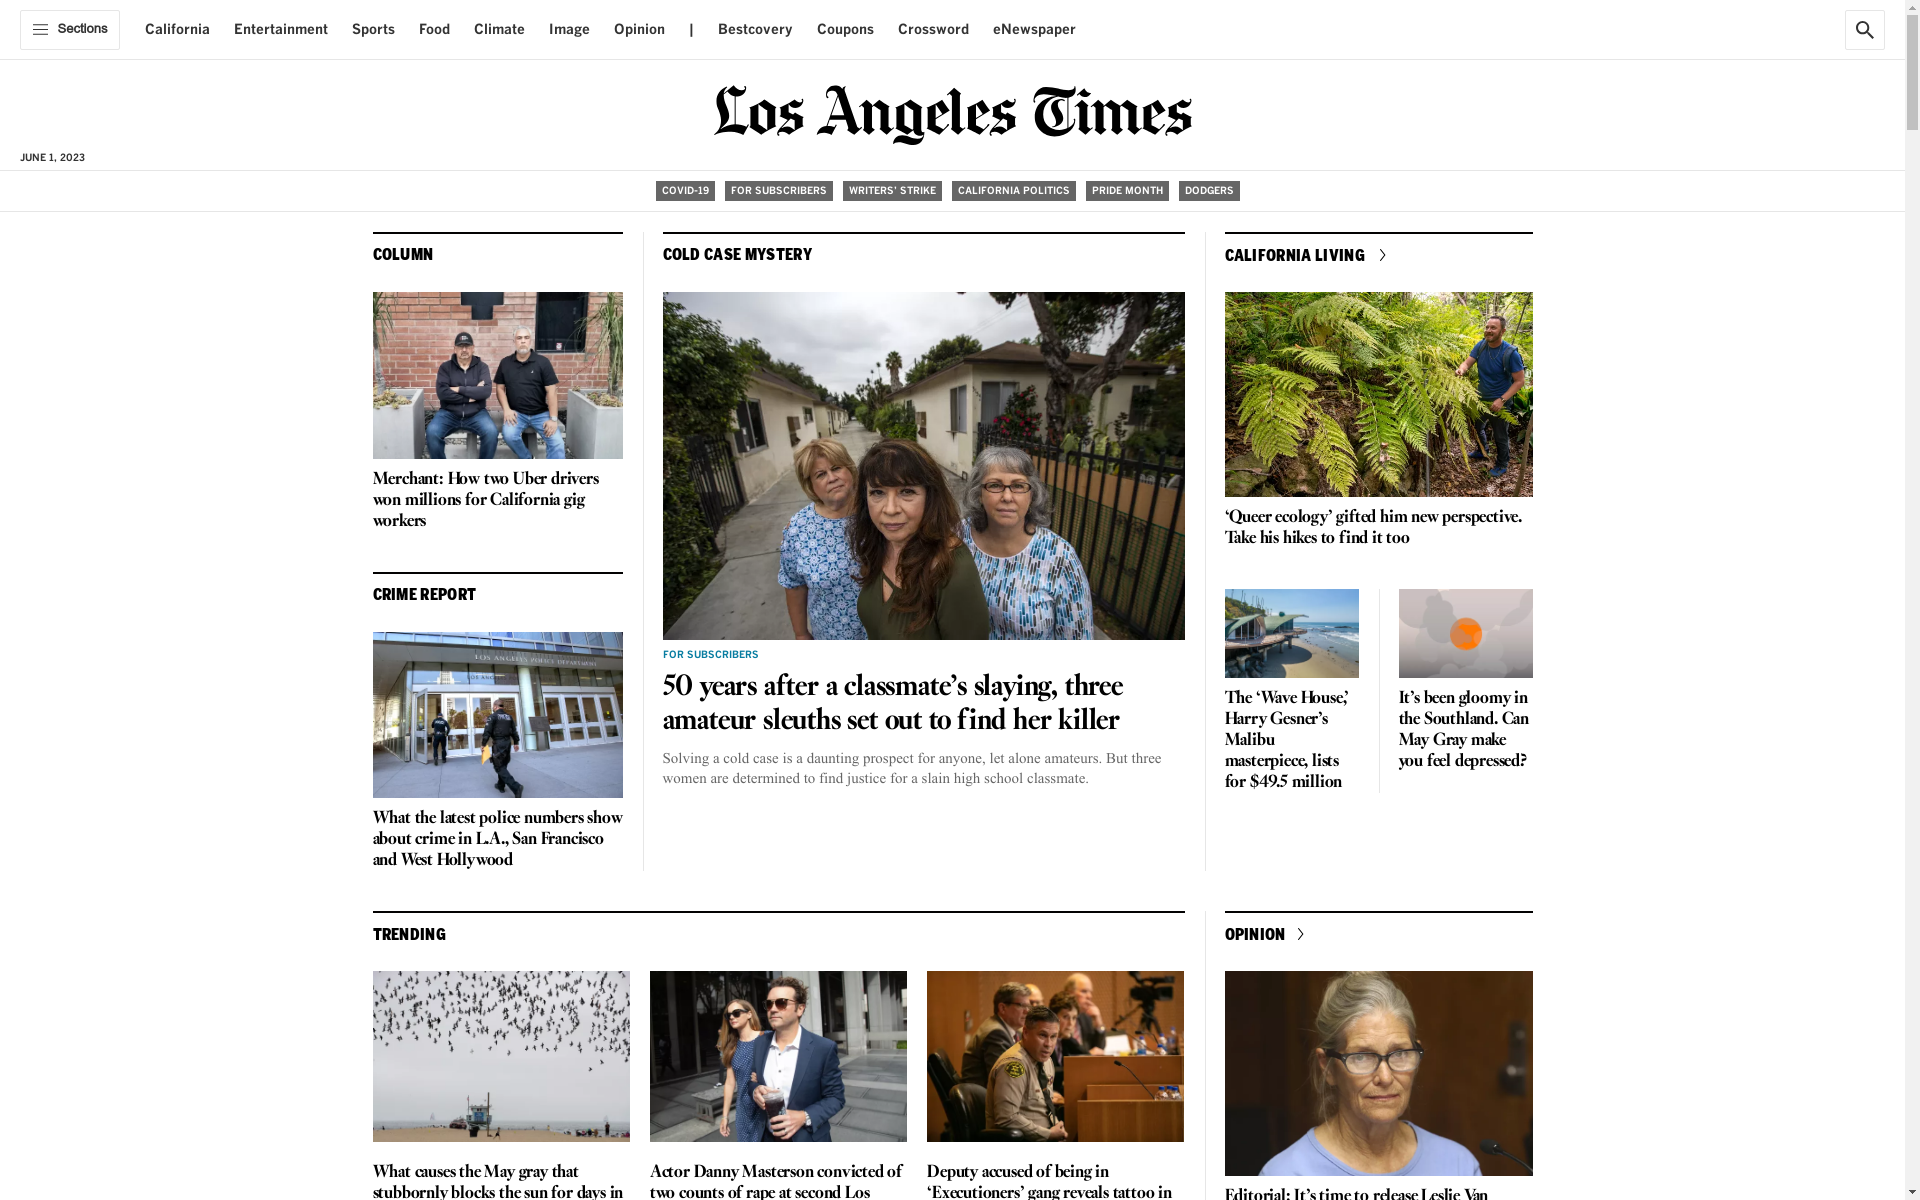 Sections
California
Entertainment
Sports
Food
Climate
Image
Opinion
|
Bestcovery
Coupons
Crossword
eNewspaper
Los Angeles Times
JUNE 1, 2023
COVID-19
FOR SUBSCRIBERS
WRITERS' STRIKE
CALIFORNIA POLITICS
PRIDE MONTH
DODGERS
COLUMN
Merchant: How two Uber drivers
won millions for California gig
workers
CRIME REPORT
LOS ANGELES POLICE DEPARTMENT
What the latest police numbers show
about crime in L.A., San Francisco
and West Hollywood
COLD CASE MYSTERY
FOR SUBSCRIBERS
50 years after a classmate’s slaying, three
amateur sleuths set out to find her killer
Solving a cold case is a daunting prospect for anyone, let alone amateurs. But three
women are determined to find justice for a slain high school classmate.
CALIFORNIA LIVING
‘Queer ecology’ gifted him new perspective.
Take his hikes to find it too
The ‘Wave House,’
Harry Gesner’s
Malibu
masterpiece, lists
for $49.5 million
It’s been gloomy in
the Southland. Can
May Gray make
you feel depressed?
TRENDING
What causes the May gray that
stubbornly blocks the sun for days in
Actor Danny Masterson convicted of
two counts of rape at second Los
Deputy accused of being in
‘Executioners’ gang reveals tattoo in
OPINION
Editorial: It’s time to release Leslie Van